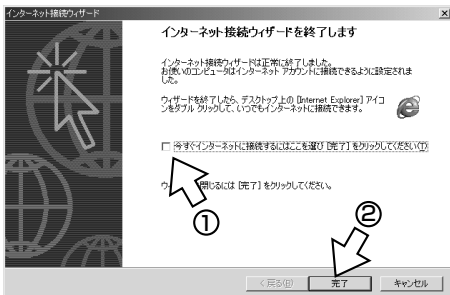 インターネット接続ウィザード
インターネット接続ウィザードを終了します
インターネット接続ウィザードは正常に終了しました。
お使いのコンピュータはインターネット アカウントに接続できるように設定されま
した。
ウィザードを終了したら、デスクトップ上の [Internet Explorer] アイコ
ンをダブル クリックして、いつでもインターネットに接続できます。
今すぐインターネットに接続するにはここを選び [完了] をクリックしてください(I)
ウ 閉じるには [完了] をクリックしてください。
①
②
< 戻る(B)
完了
キャンセル